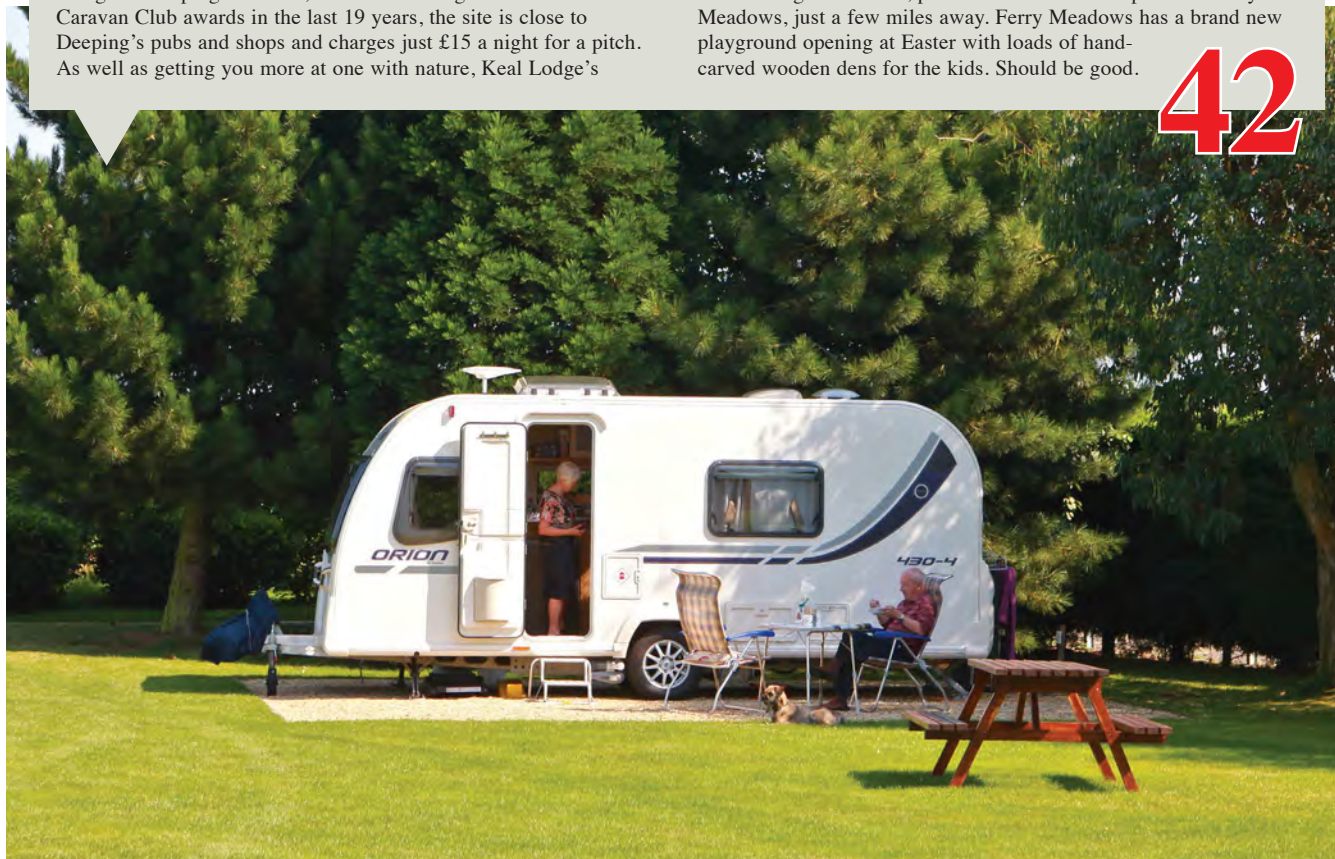 Caravan Club awards in the last 19 years, the site is close to
Deeping's pubs and shops and charges just £15 a night for a pitch.
As well as getting you more at one with nature, Keal Lodge's
Meadows, just a few miles away. Ferry Meadows has a brand new
playground opening at Easter with loads of hand-
carved wooden dens for the kids. Should be good.
42
ORION
430-4